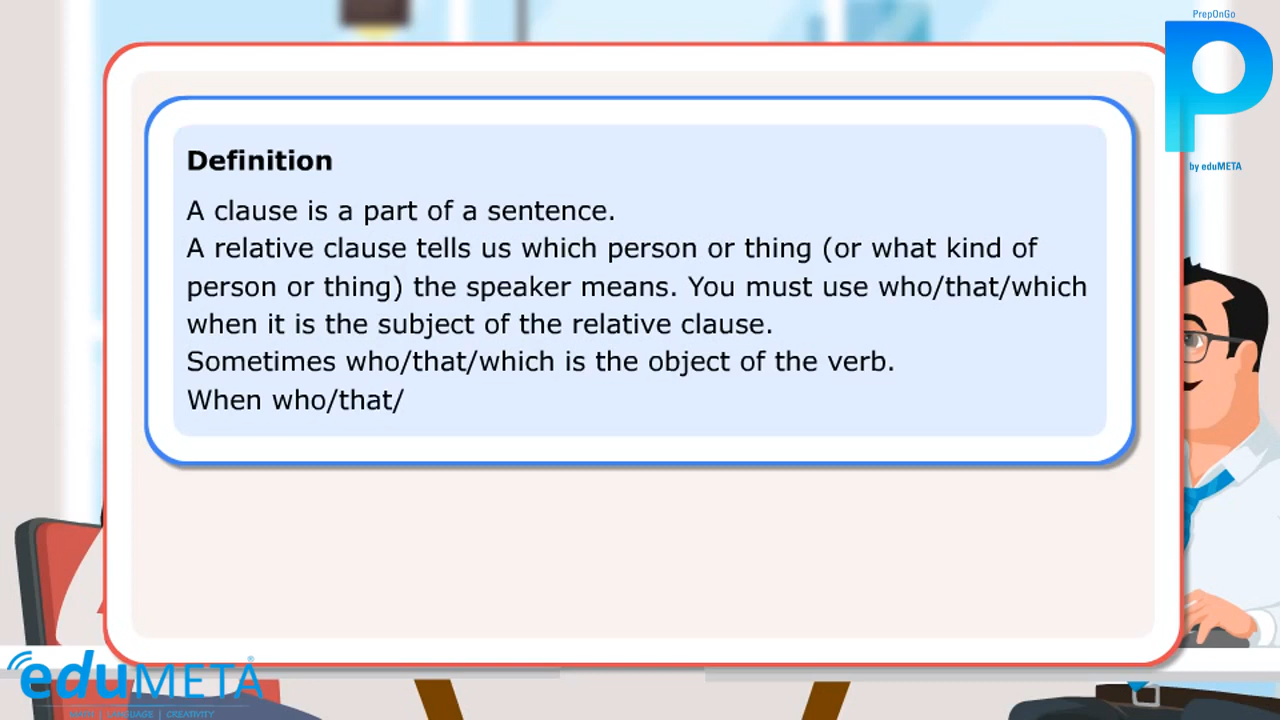 PrepOnGo
P
by eduMETA
Definition
A clause is a part of a sentence.
A relative clause tells us which person or thing (or what kind of
person or thing) the speaker means. You must use who/that/which
when it is the subject of the relative clause.
Sometimes who/that/which is the object of the verb.
When who/that/
eduMETA®
| LANGUAGE | CREATIVITY